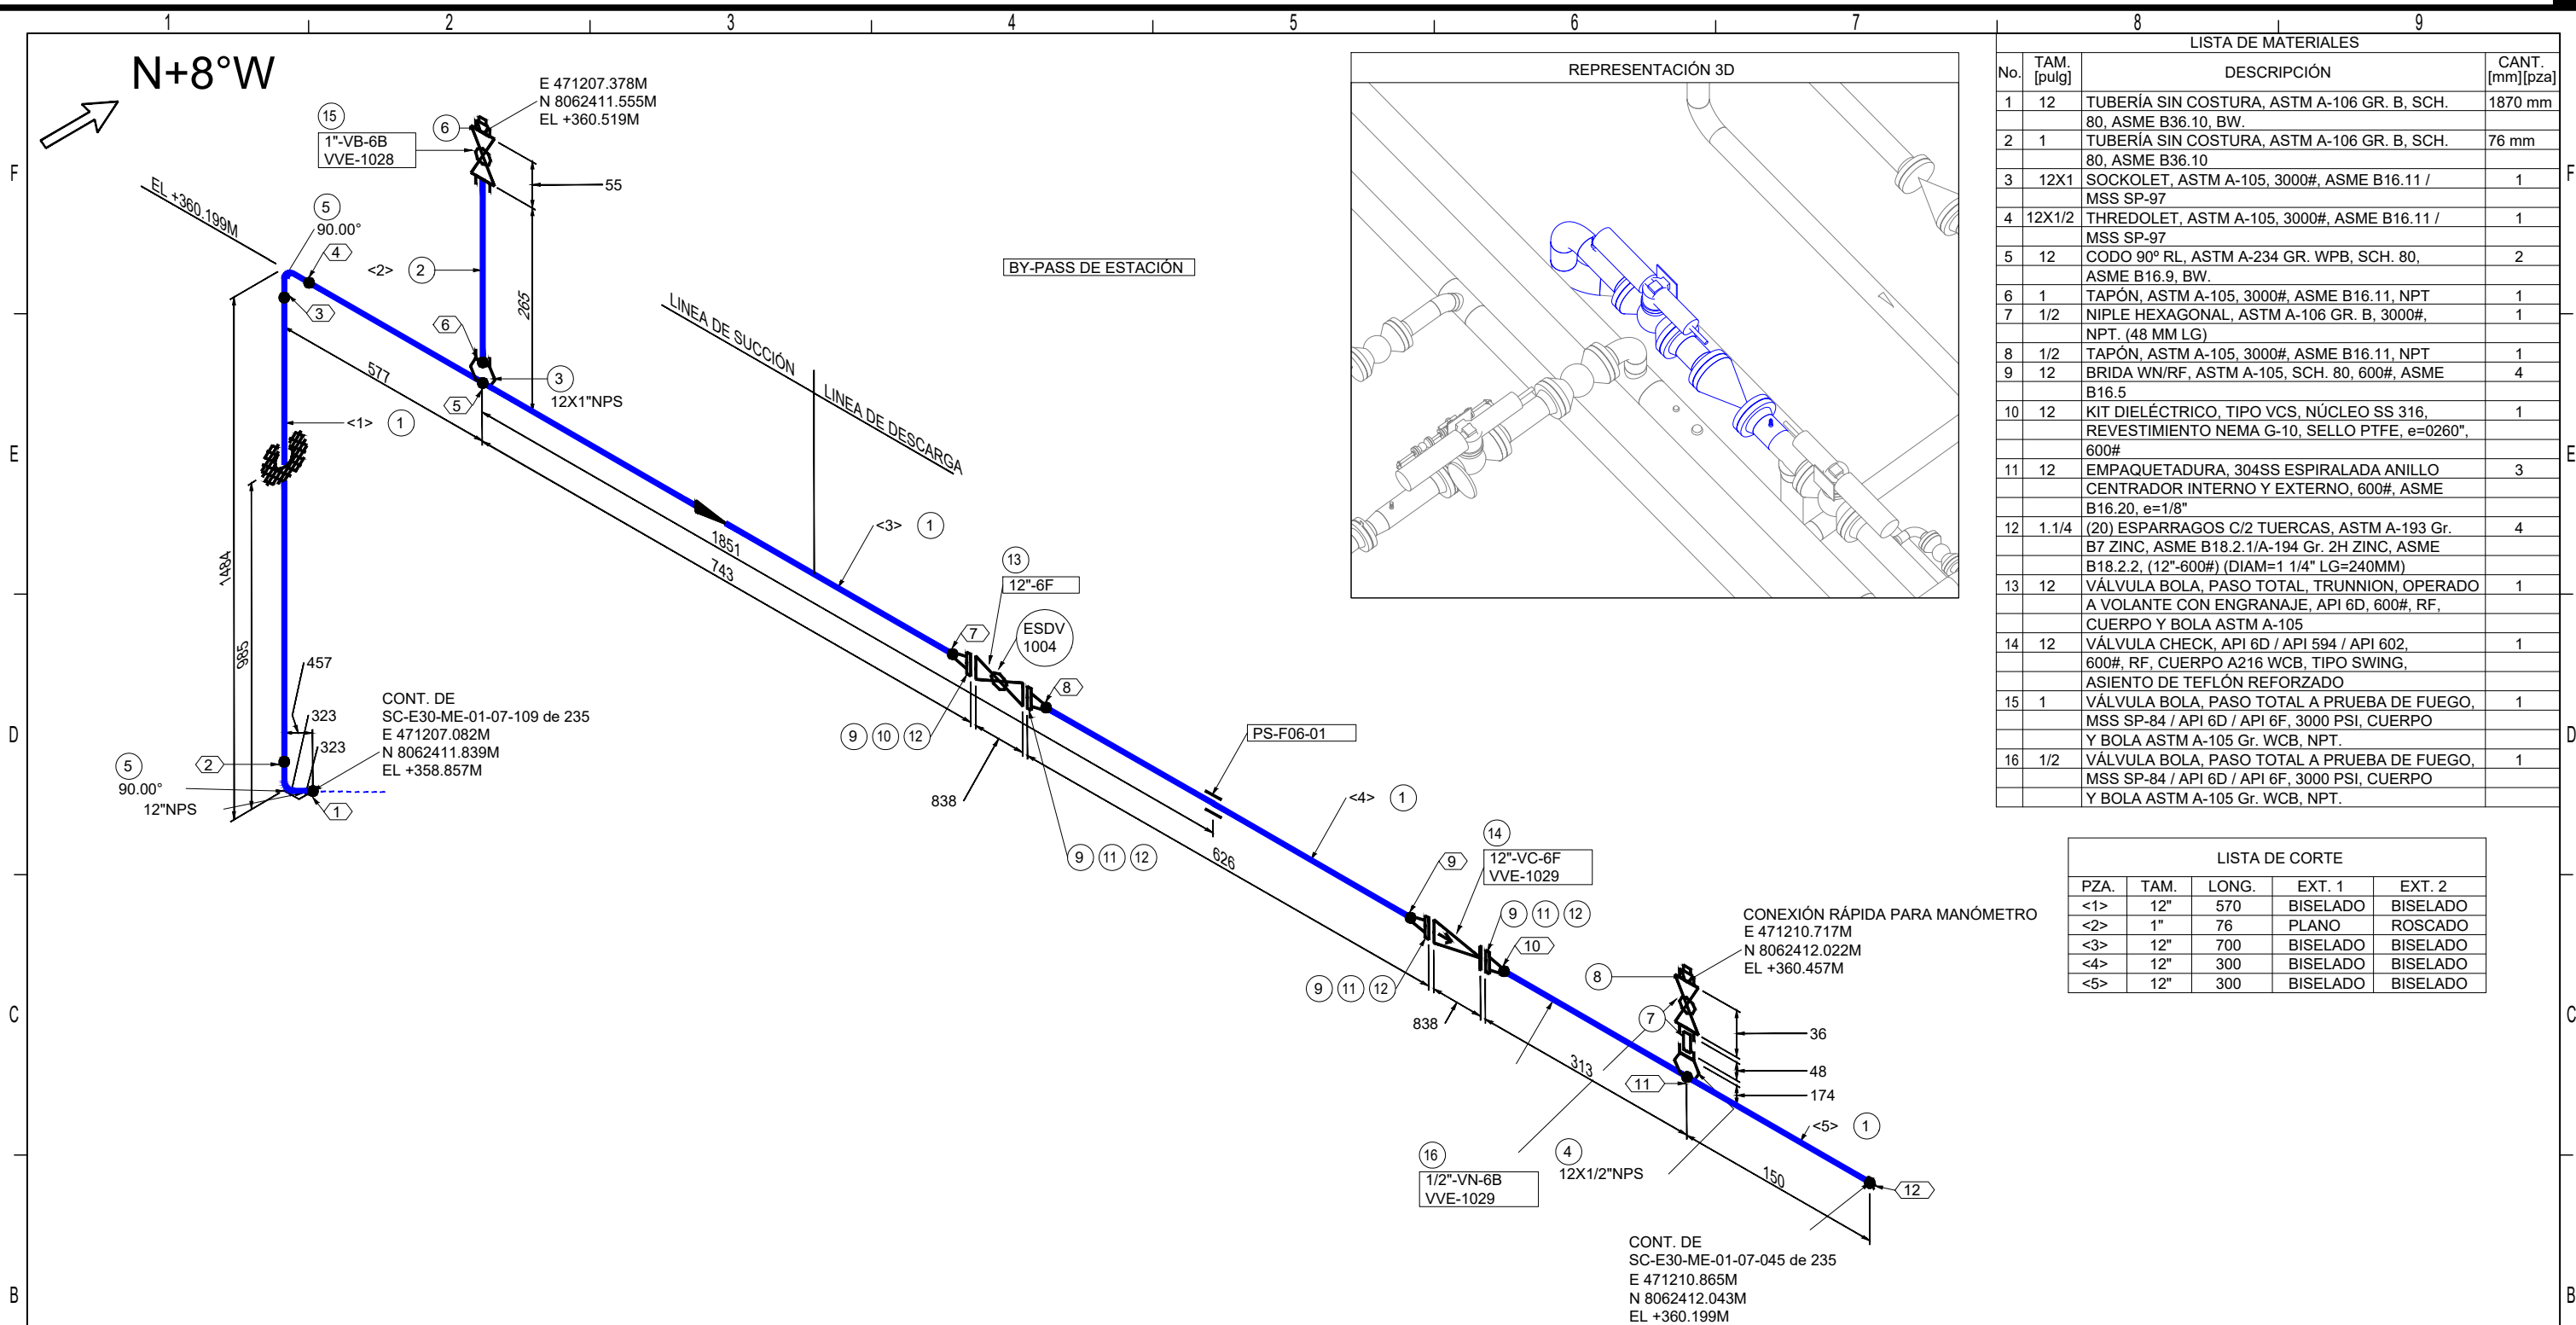 1 2 3 4 5 6 7 8 9
F
E
D
C
B
F
E
D
C
B
N+8°W
15
1"-VB-6B
VVE-1028
6
E 471207.378M
N 8062411.555M
EL +360.519M
55
EL +360.199M
5
90.00°
4
<2> 2
265
3
6
577
3
12X1"NPS
5
<1> 1
BY-PASS DE ESTACIÓN
LINEA DE SUCCIÓN
LINEA DE DESCARGA
1484
985
457
323
323
CONT. DE
SC-E30-ME-01-07-109 de 235
E 471207.082M
N 8062411.839M
EL +358.857M
5
90.00°
2
12"NPS
1
1851
743
<3> 1
13
12"-6F
ESDV
1004
7
8
9 10 12
838
9 11 12
PS-F06-01
626
<4> 1
14
12"-VC-6F
VVE-1029
9
9 11 12
10
9 11 12
838
CONEXIÓN RÁPIDA PARA MANÓMETRO
E 471210.717M
N 8062412.022M
EL +360.457M
8
7
36
48
174
11
313
<5> 1
16
1/2"-VN-6B
VVE-1029
4
12X1/2"NPS
150
12
CONT. DE
SC-E30-ME-01-07-045 de 235
E 471210.865M
N 8062412.043M
EL +360.199M
REPRESENTACIÓN 3D
LISTA DE MATERIALES
No. TAM. [pulg] DESCRIPCIÓN CANT. [mm][pza]
1 12 TUBERÍA SIN COSTURA, ASTM A-106 GR. B, SCH. 1870 mm
80, ASME B36.10, BW.
2 1 TUBERÍA SIN COSTURA, ASTM A-106 GR. B, SCH. 76 mm
80, ASME B36.10
3 12X1 SOCKOLET, ASTM A-105, 3000#, ASME B16.11 / 1
MSS SP-97
4 12X1/2 THREDOLET, ASTM A-105, 3000#, ASME B16.11 / 1
MSS SP-97
5 12 CODO 90º RL, ASTM A-234 GR. WPB, SCH. 80, 2
ASME B16.9, BW.
6 1 TAPÓN, ASTM A-105, 3000#, ASME B16.11, NPT 1
7 1/2 NIPLE HEXAGONAL, ASTM A-106 GR. B, 3000#, 1
NPT. (48 MM LG)
8 1/2 TAPÓN, ASTM A-105, 3000#, ASME B16.11, NPT 1
9 12 BRIDA WN/RF, ASTM A-105, SCH. 80, 600#, ASME 4
B16.5
10 12 KIT DIELÉCTRICO, TIPO VCS, NÚCLEO SS 316, 1
REVESTIMIENTO NEMA G-10, SELLO PTFE, e=0260",
600#
11 12 EMPAQUETADURA, 304SS ESPIRALADA ANILLO 3
CENTRADOR INTERNO Y EXTERNO, 600#, ASME
B16.20, e=1/8"
12 1.1/4 (20) ESPARRAGOS C/2 TUERCAS, ASTM A-193 Gr. 4
B7 ZINC, ASME B18.2.1/A-194 Gr. 2H ZINC, ASME
B18.2.2, (12"-600#) (DIAM=1 1/4" LG=240MM)
13 12 VÁLVULA BOLA, PASO TOTAL, TRUNNION, OPERADO 1
A VOLANTE CON ENGRANAJE, API 6D, 600#, RF,
CUERPO Y BOLA ASTM A-105
14 12 VÁLVULA CHECK, API 6D / API 594 / API 602, 1
600#, RF, CUERPO A216 WCB, TIPO SWING,
ASIENTO DE TEFLÓN REFORZADO
15 1 VÁLVULA BOLA, PASO TOTAL A PRUEBA DE FUEGO, 1
MSS SP-84 / API 6D / API 6F, 3000 PSI, CUERPO
Y BOLA ASTM A-105 Gr. WCB, NPT.
16 1/2 VÁLVULA BOLA, PASO TOTAL A PRUEBA DE FUEGO, 1
MSS SP-84 / API 6D / API 6F, 3000 PSI, CUERPO
Y BOLA ASTM A-105 Gr. WCB, NPT.
LISTA DE CORTE
PZA. TAM. LONG. EXT. 1 EXT. 2
<1> 12" 570 BISELADO BISELADO
<2> 1" 76 PLANO ROSCADO
<3> 12" 700 BISELADO BISELADO
<4> 12" 300 BISELADO BISELADO
<5> 12" 300 BISELADO BISELADO